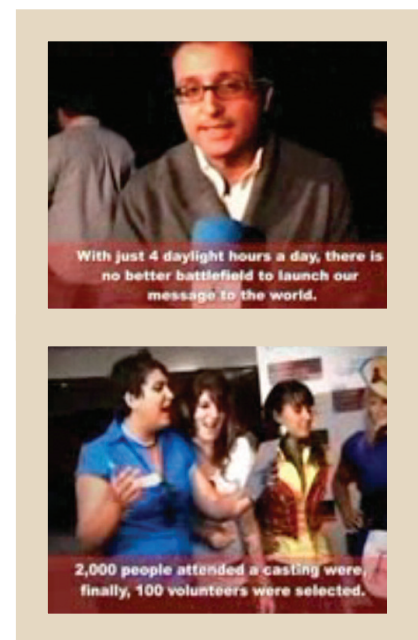 With just 4 daylight hours a day, there is
no better battlefield to launch our
message to the world.
2,000 people attended a casting were,
finally, 100 volunteers were selected.